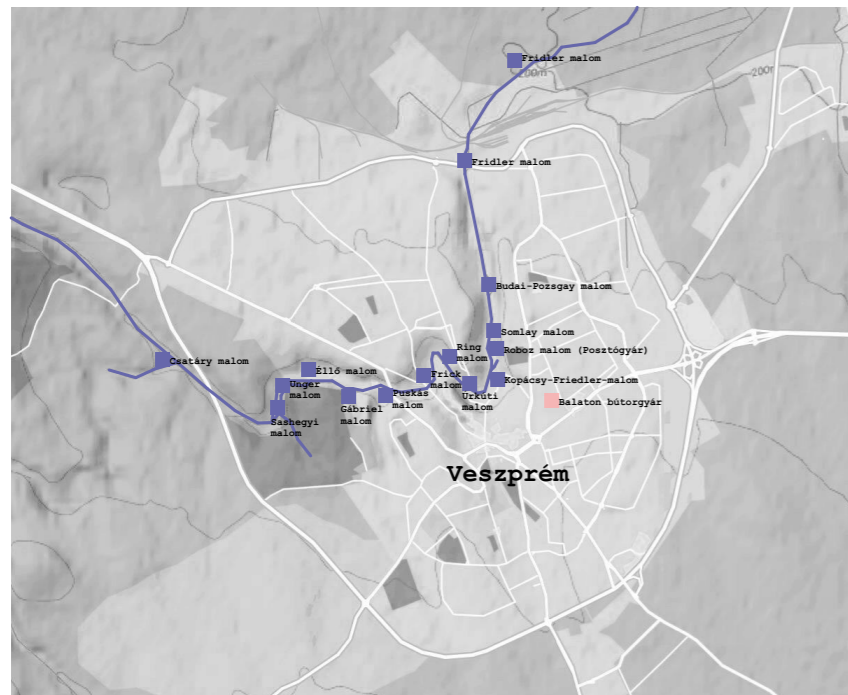 Fridler malom
200m
200m
Fridler malom
Budai-Pozsgay malom
Somlay malom
Ring
malom
Roboz malom (Posztógyár)
Csatáry malom
Éllő malom
Frick
malom
Kopácsy-Friedler-malom
Unger
malom
Puskás
malom
Úrkúti
malom
Gábriel
malom
Balaton bútorgyár
Sashegyi
malom
Veszprém